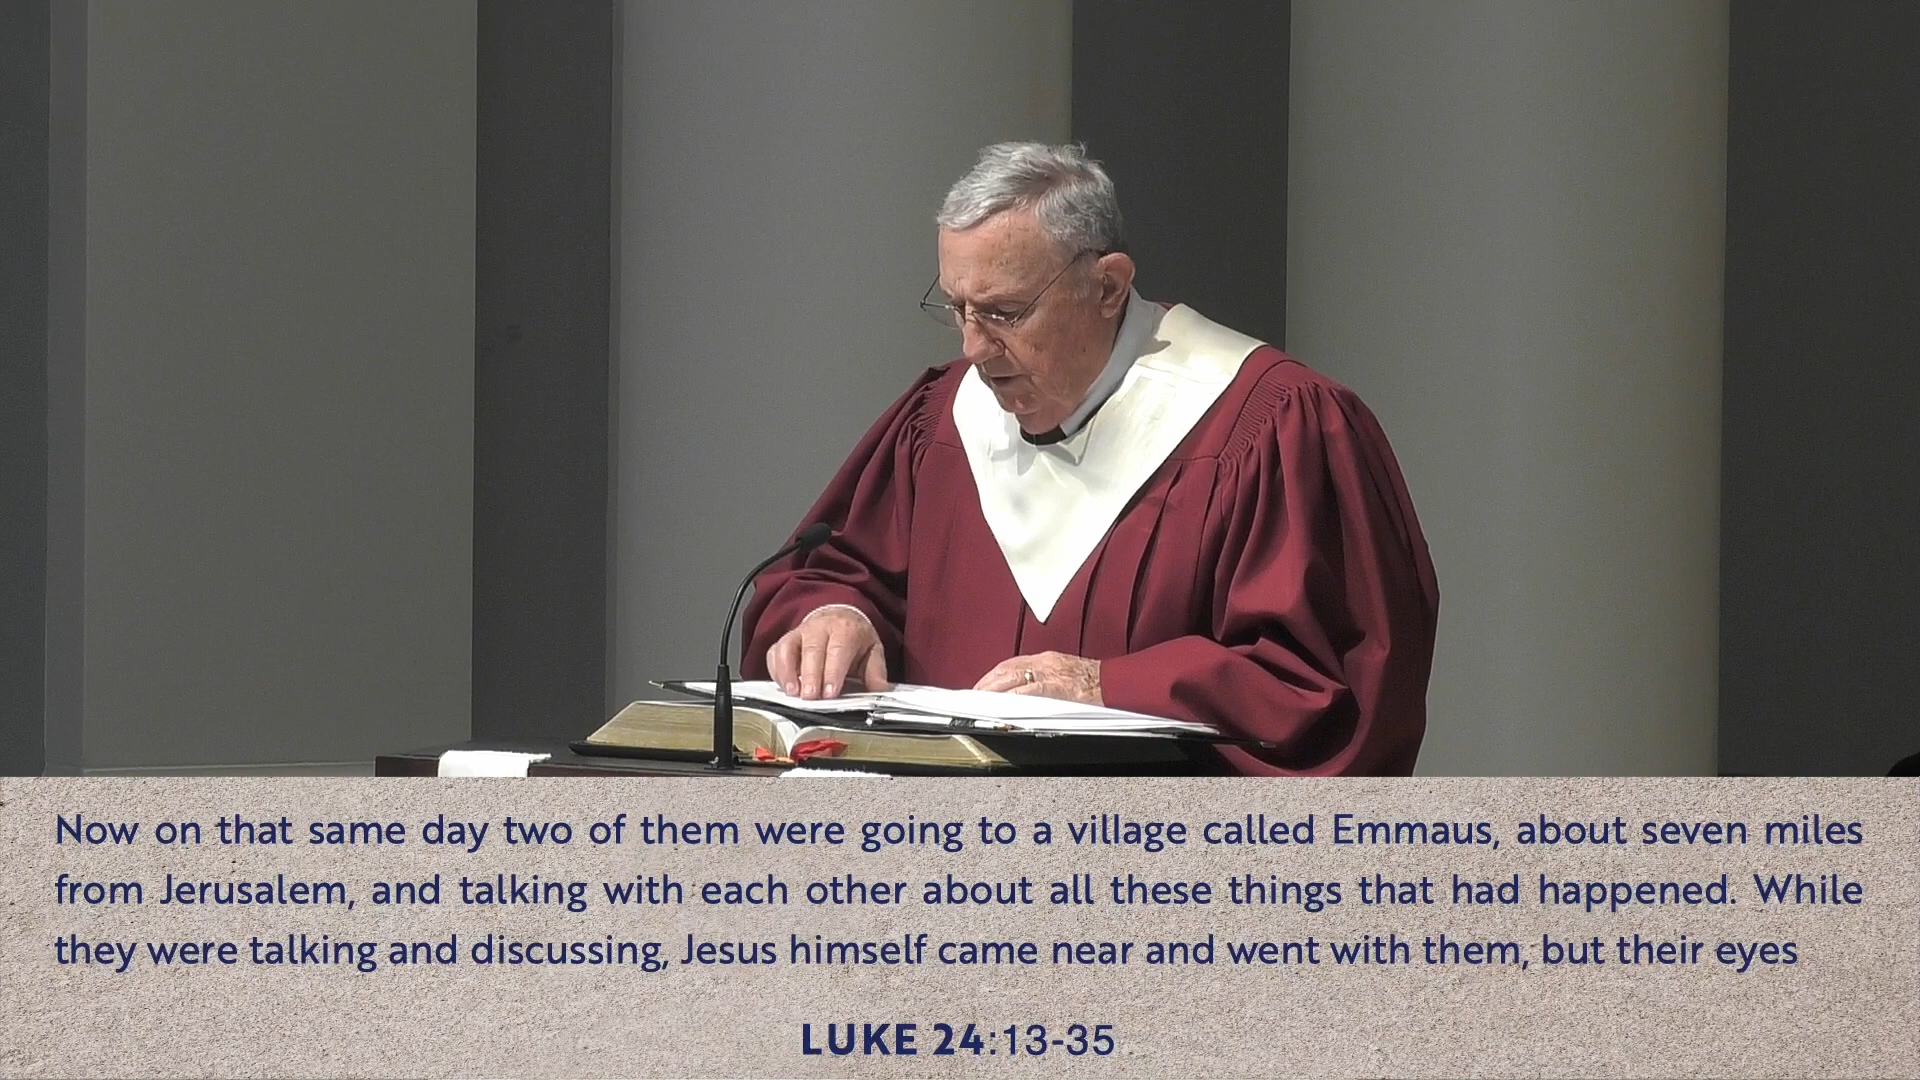 Now on that same day two of them were going to a village called Emmaus, about seven miles
from Jerusalem, and talking with each other about all these things that had happened. While
they were talking and discussing, Jesus himself came near and went with them, but their eyes
LUKE 24:13-35